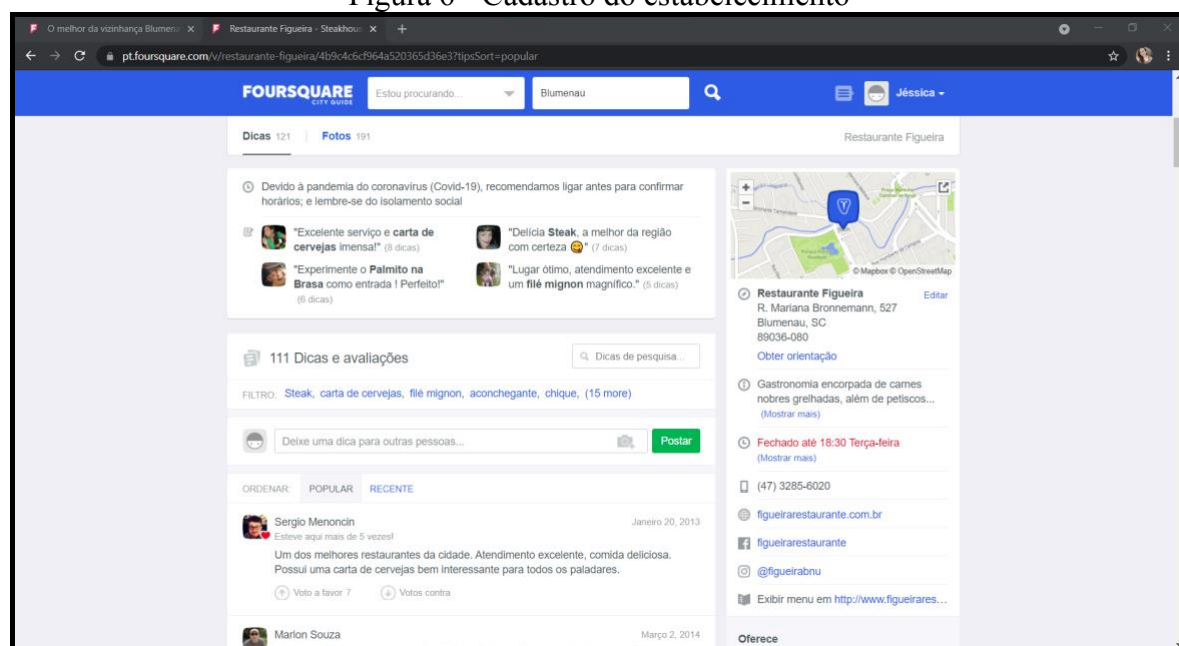 Figura 6 - Cadastro do estabelecimento
O melhor da vizinhança Blumen
Restaurante Figueira - Steakhous
pt.foursquare.com/v/restaurante-figueira/4b9c4c6cf964a520365d36e3?tipsSort=popular
FOURSQUARE
CITY GUIDE
Estou procurando...
Blumenau
Jéssica
Dicas 121
Fotos 191
Restaurante Figueira
Devido à pandemia do coronavírus (Covid-19), recomendamos ligar antes para confirmar
horários; e lembre-se do isolamento social
"Excelente serviço e carta de
cervejas imensa!" (8 dicas)
"Delícia Steak, a melhor da região
com certeza 😋" (7 dicas)
"Experimente o Palmito na
Brasa como entrada ! Perfeito!"
(6 dicas)
"Lugar ótimo, atendimento excelente e
um filé mignon magnífico." (5 dicas)
111 Dicas e avaliações
Dicas de pesquisa...
FILTRO: Steak, carta de cervejas, filé mignon, aconchegante, chique, (15 more)
Deixe uma dica para outras pessoas...
Postar
ORDENAR: POPULAR RECENTE
Sergio Menoncin
Janeiro 20, 2013
Esteve aqui mais de 5 vezes!
Um dos melhores restaurantes da cidade. Atendimento excelente, comida deliciosa.
Possui uma carta de cervejas bem interessante para todos os paladares.
Voto a favor 7
Votos contra
Marlon Souza
Março 2, 2014
© Mapbox © OpenStreetMap
Restaurante Figueira
Editar
R. Mariana Bronnemann, 527
Blumenau, SC
89036-080
Obter orientação
Gastronomia encorpada de carnes
nobres grelhadas, além de petiscos...
(Mostrar mais)
Fechado até 18:30 Terça-feira
(Mostrar mais)
(47) 3285-6020
figueirarestaurante.com.br
figueirarestaurante
@figueirabnu
Exibir menu em http://www.figueirares...
Oferece